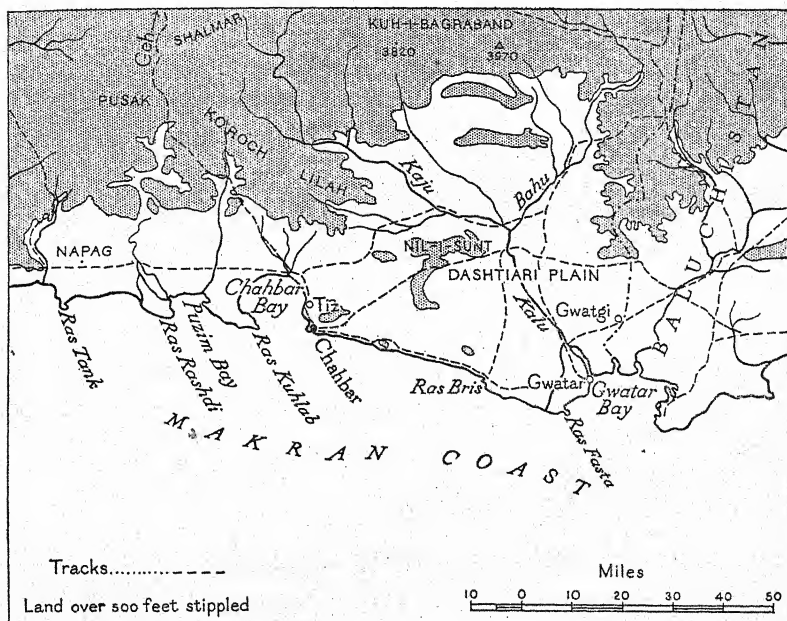 KUH-I-BAGRABAND
SHALMAR
3820
3970
Geh
PUSAK
KOROCH
LILAH
Kaju
Bahu
BALUCHISTAN
NAPAG
NIL-I-SUNT
DASHTIARI PLAIN
Chahbar
Bay
Tiz
Kalu
Gwatgi
Chahbar
Ras Tank
Ras Rashdi
Puzim Bay
Ras Kuhlab
Ras Bris
Gwatar
Gwatar
Bay
Ras Fasta
MAKRAN COAST
Tracks
Miles
Land over 500 feet stippled
10 0 10 20 30 40 50